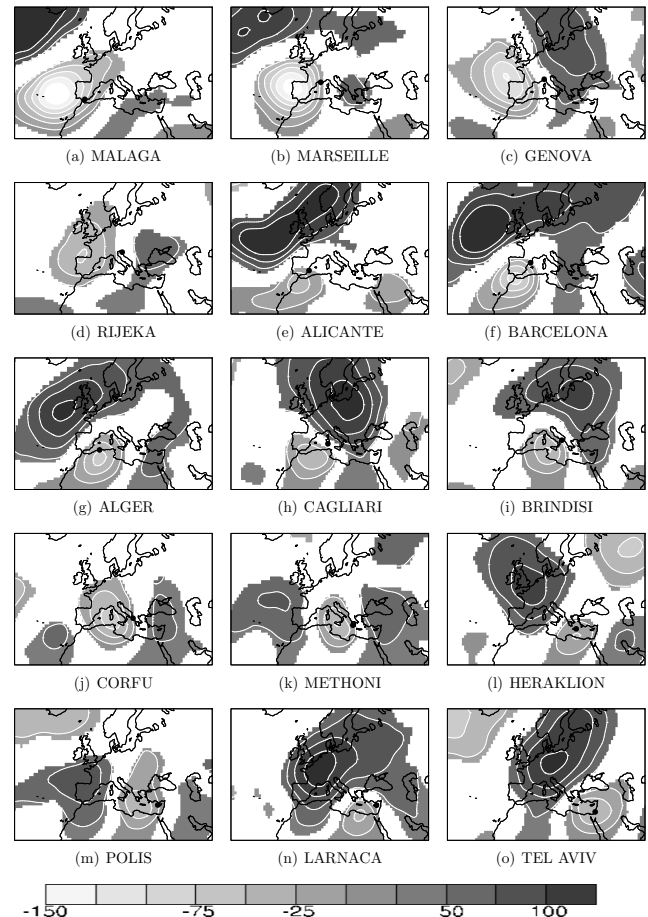 (a) MALAGA (b) MARSEILLE (c) GENOVA
(d) RIJEKA (e) ALICANTE (f) BARCELONA
(g) ALGER (h) CAGLIARI (i) BRINDISI
(j) CORFU (k) METHONI (l) HERAKLION
(m) POLIS (n) LARNACA (o) TEL AVIV
-150 -75 -25 50 100